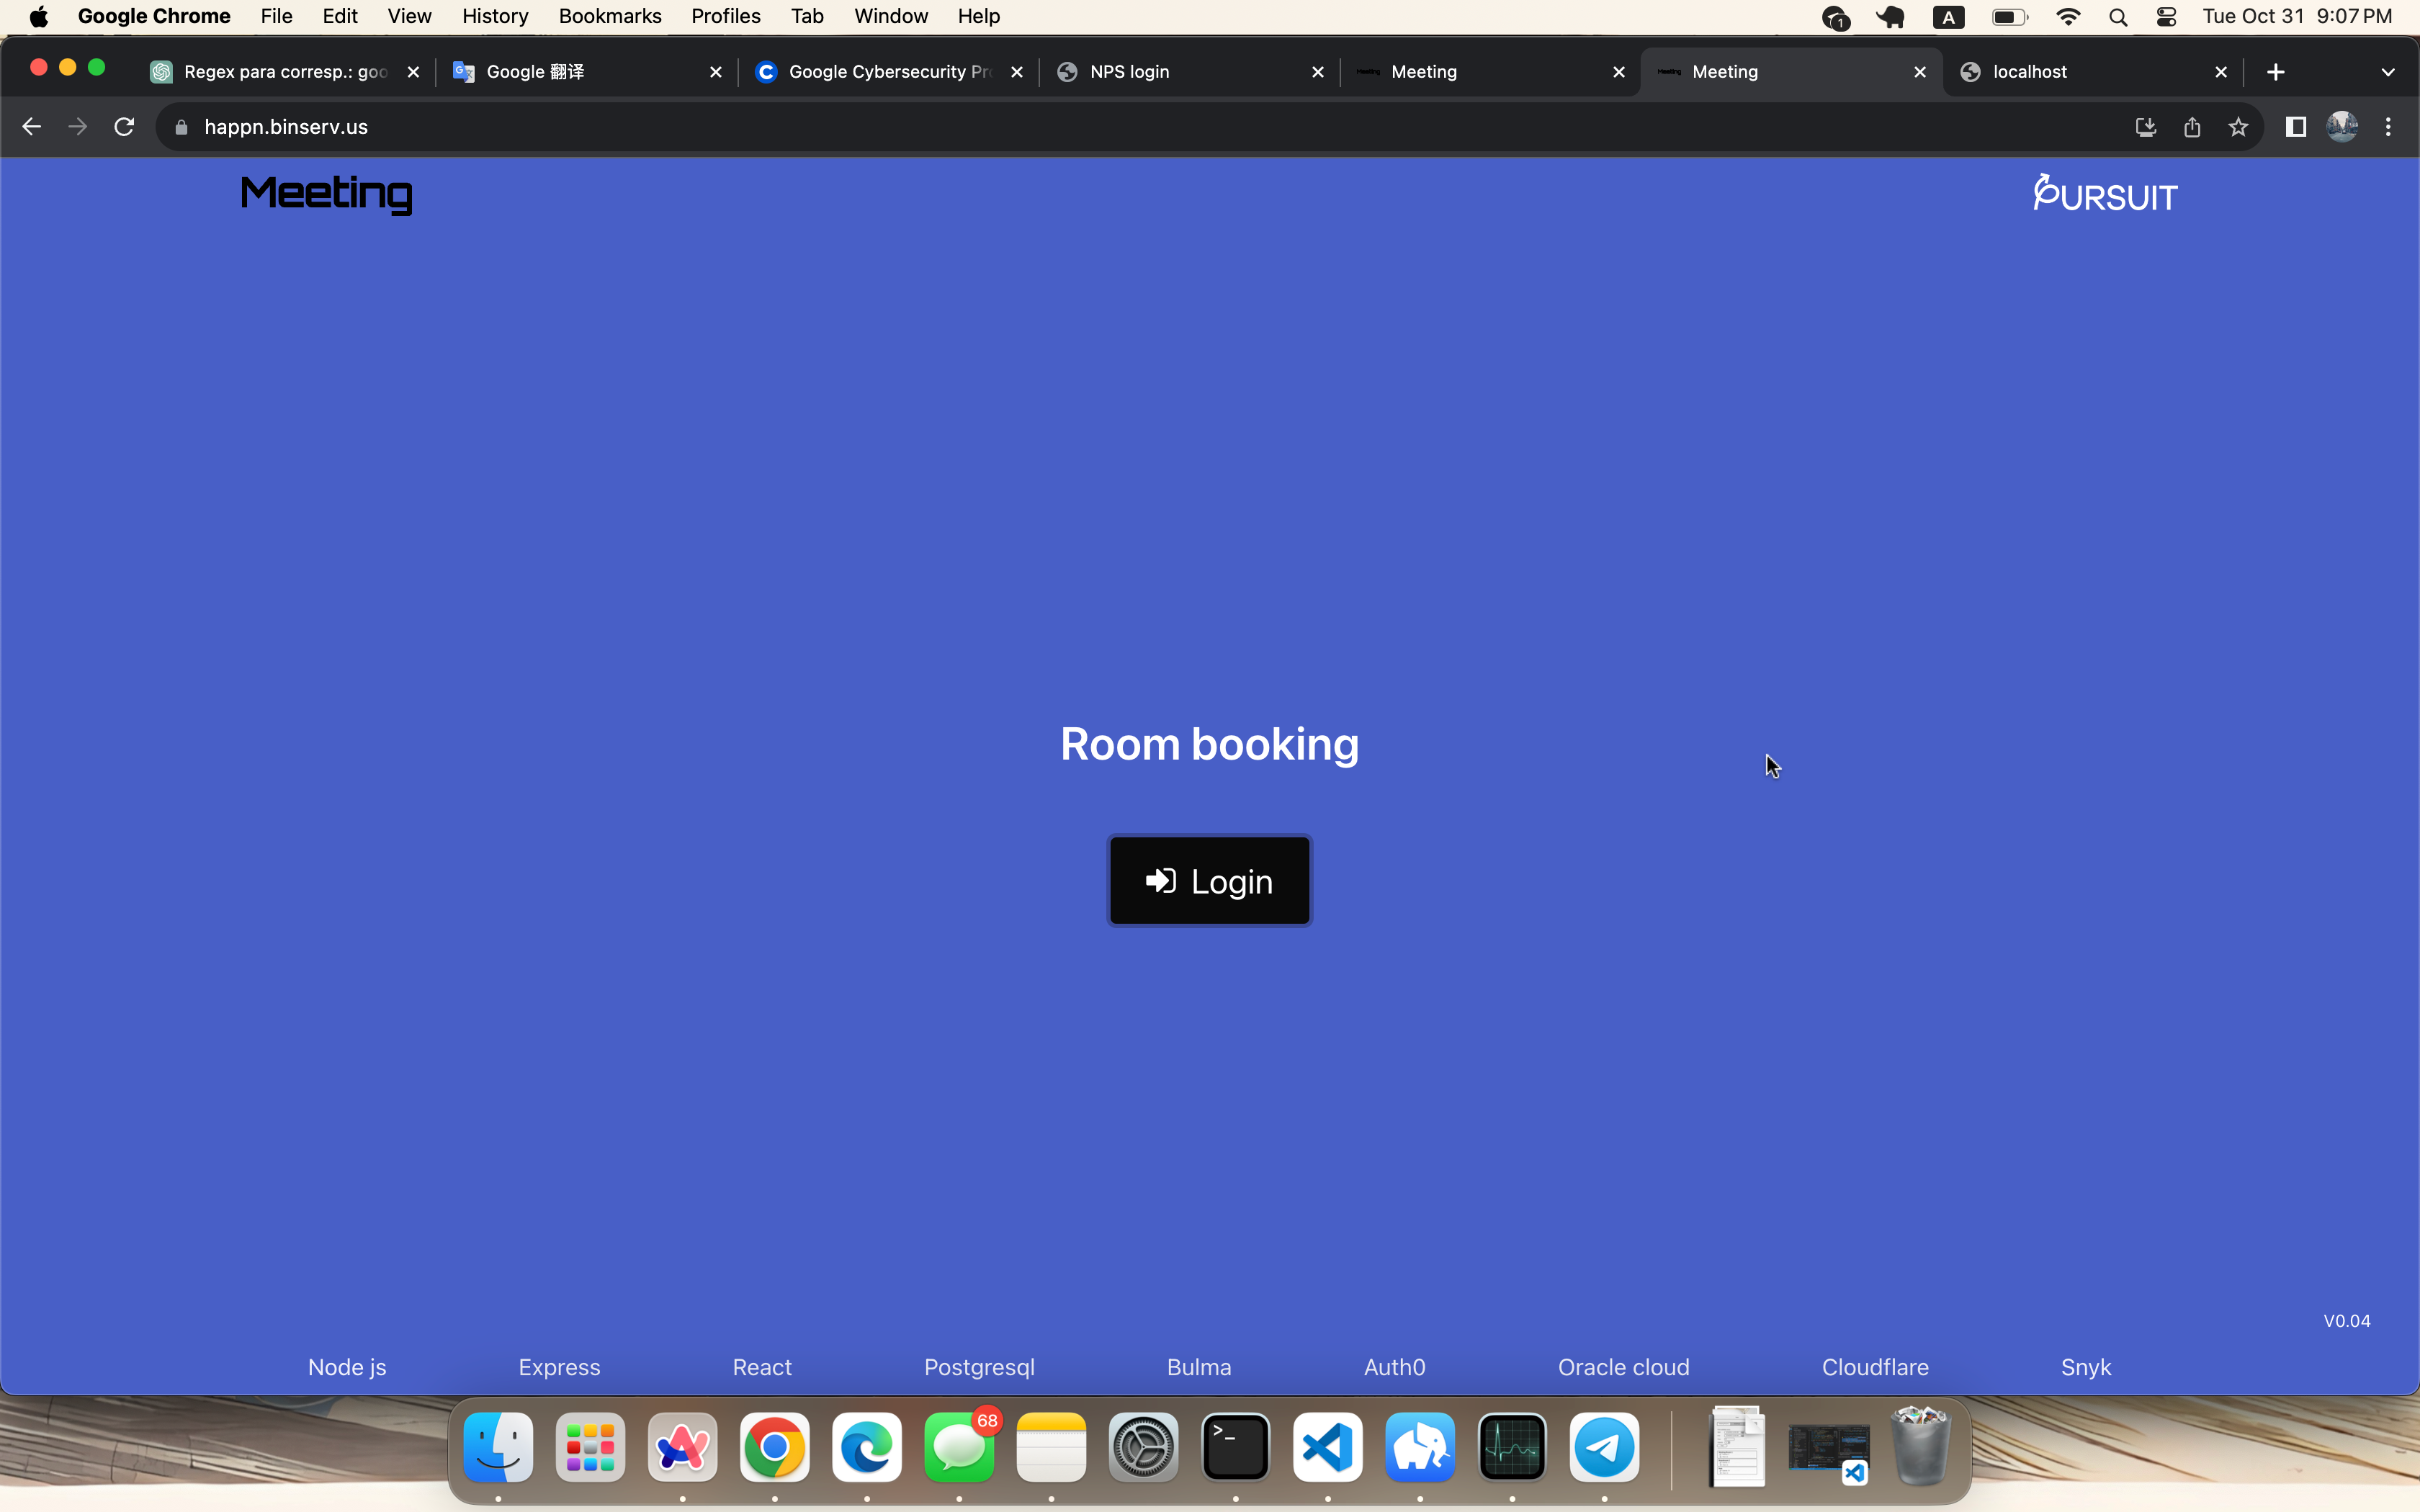 Google Chrome File Edit View History Bookmarks Profiles Tab Window Help 1 A Tue Oct 31 9:07 PM
Regex para corresp.: goo Google 翻译 Google Cybersecurity Pr NPS login Meeting Meeting localhost
happn.binserv.us
Meeting PURSUIT
Room booking
Login
V0.04
Node js Express React Postgresql Bulma Auth0 Oracle cloud Cloudflare Snyk
68